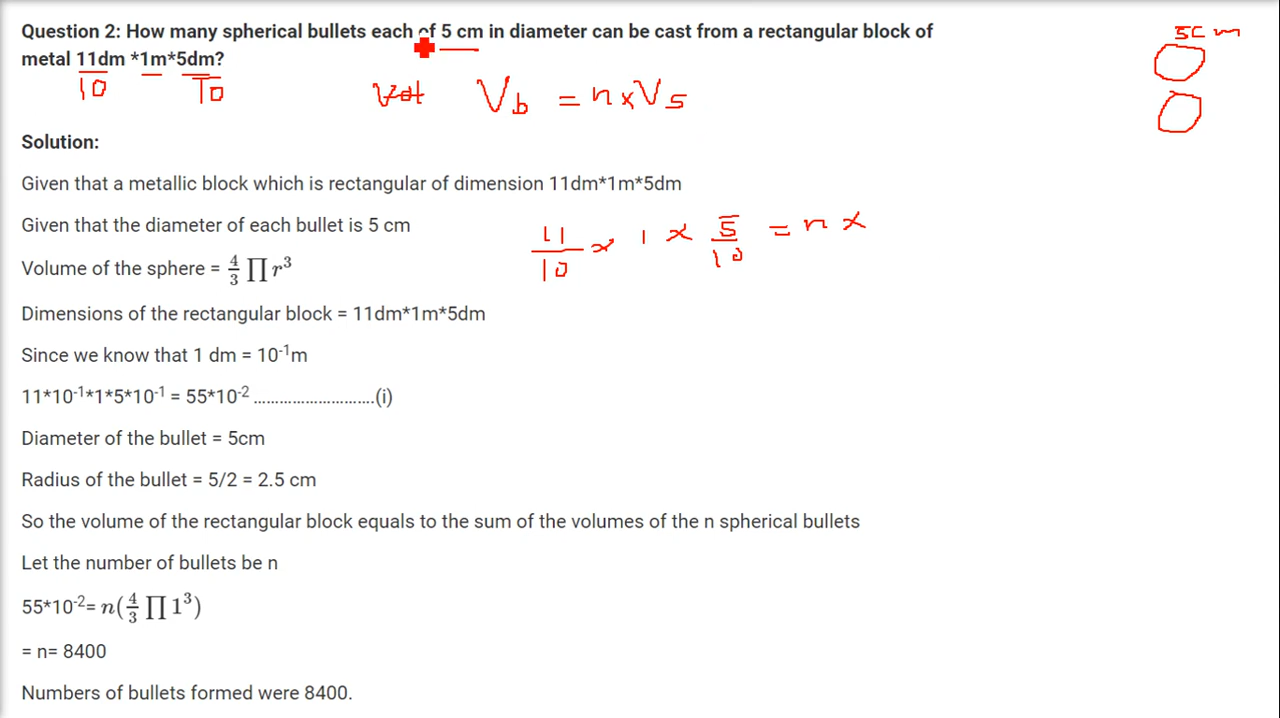 Question 2: How many spherical bullets each of 5 cm in diameter can be cast from a rectangular block of
metal 11dm *1m*5dm?
5cm
10 10
Vb = n×Vs
Solution:
Given that a metallic block which is rectangular of dimension 11dm*1m*5dm
Given that the diameter of each bullet is 5 cm
11/10 × 1 × 5/10 = n ×
Volume of the sphere = 4/3 ∏ r³
Dimensions of the rectangular block = 11dm*1m*5dm
Since we know that 1 dm = 10⁻¹m
11*10⁻¹*1*5*10⁻¹ = 55*10⁻² ............................(i)
Diameter of the bullet = 5cm
Radius of the bullet = 5/2 = 2.5 cm
So the volume of the rectangular block equals to the sum of the volumes of the n spherical bullets
Let the number of bullets be n
55*10⁻²= n(4/3 ∏ 1³)
= n= 8400
Numbers of bullets formed were 8400.